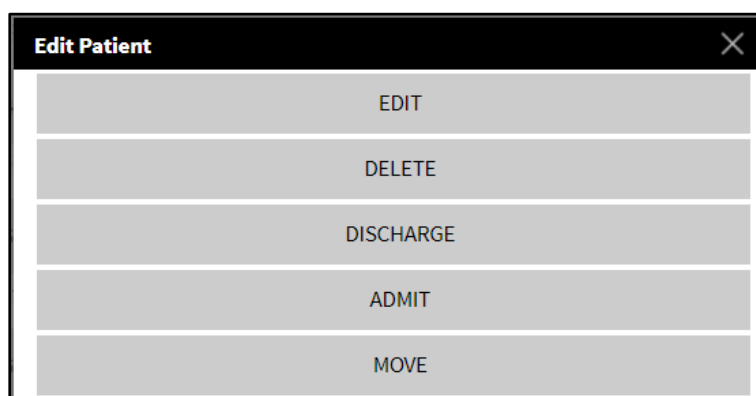 Edit Patient
EDIT
DELETE
DISCHARGE
ADMIT
MOVE